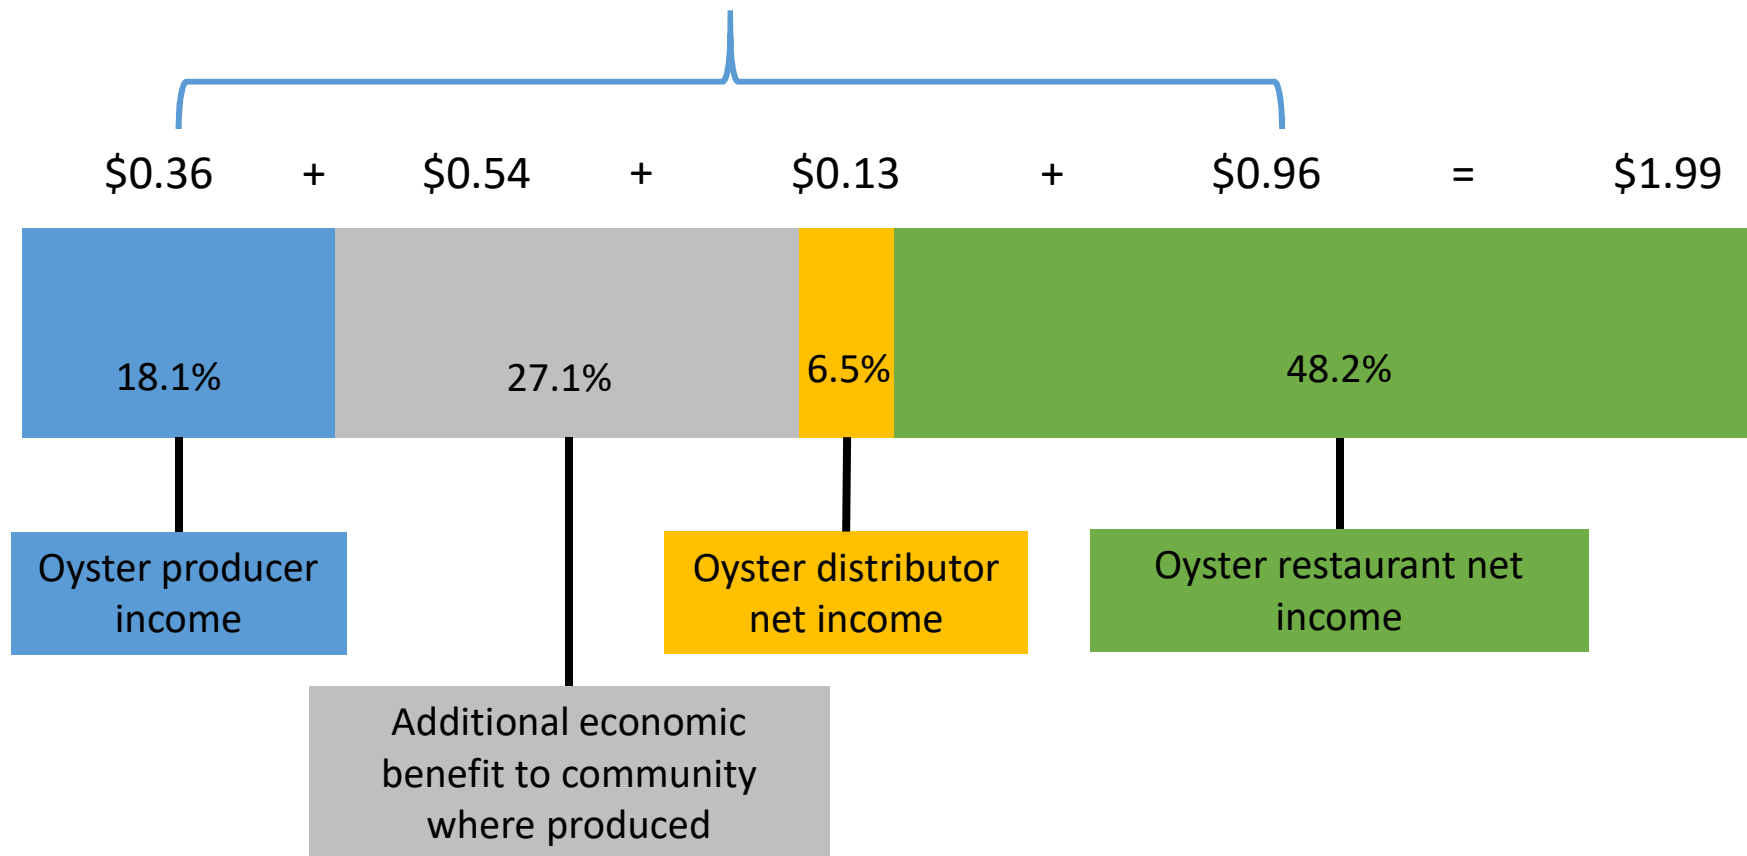 $0.36 + $0.54 + $0.13 + $0.96 = $1.99
18.1% 27.1% 6.5% 48.2%
Oyster producer
income
Oyster distributor
net income
Oyster restaurant net
income
Additional economic
benefit to community
where produced